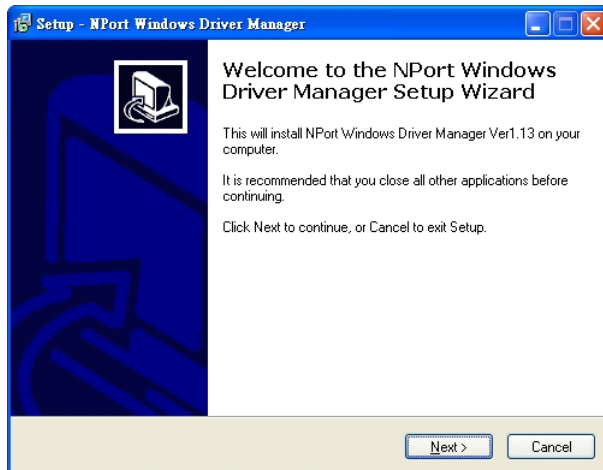 Setup - NPort Windows Driver Manager
Welcome to the NPort Windows
Driver Manager Setup Wizard
This will install NPort Windows Driver Manager Ver1.13 on your
computer.
It is recommended that you close all other applications before
continuing.
Click Next to continue, or Cancel to exit Setup.
Next >
Cancel